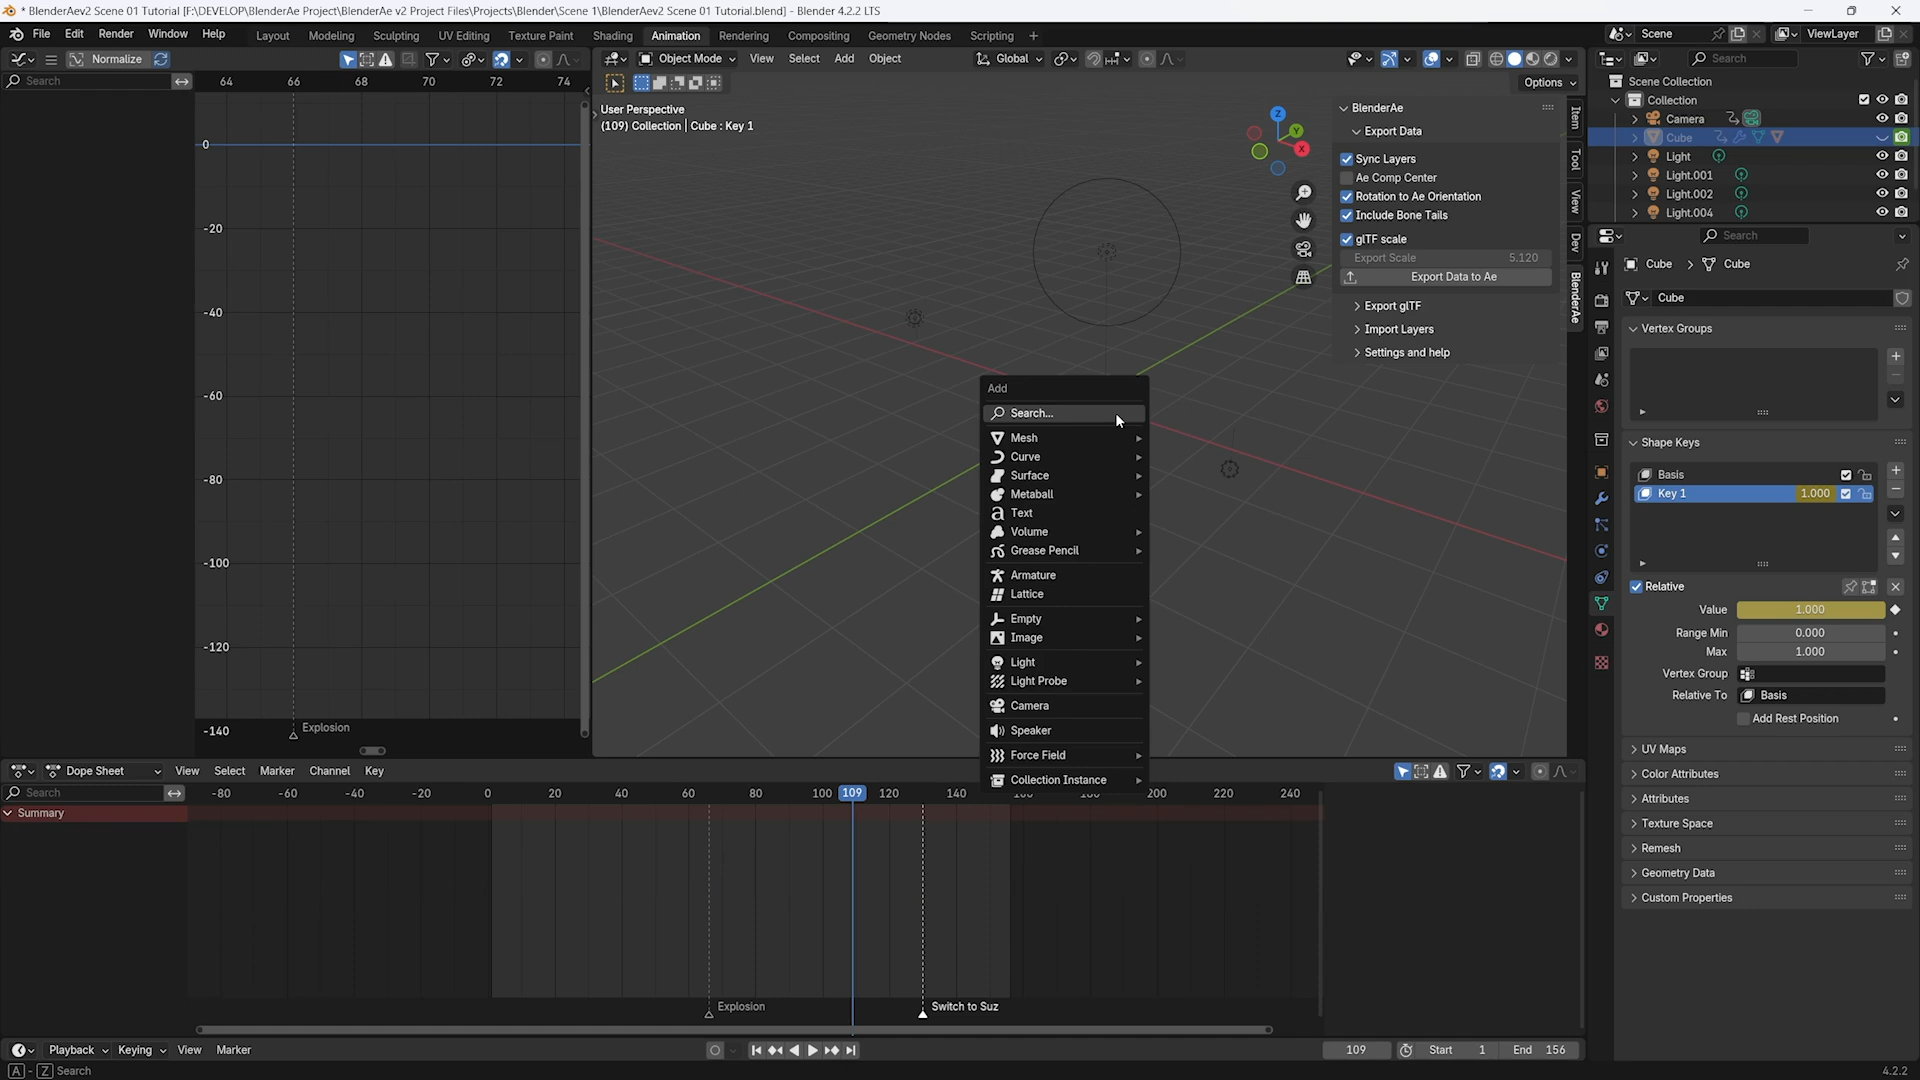 * BlenderAev2 Scene 01 Tutorial [F:\DEVELOP\BlenderAe Project\BlenderAe v2 Project Files\Projects\Blender\Scene 1\BlenderAev2 Scene 01 Tutorial.blend] - Blender 4.2.2 LTS
File Edit Render Window Help Layout Modeling Sculpting UV Editing Texture Paint Shading Animation Rendering Compositing Geometry Nodes Scripting + Scene ViewLayer
Normalize Object Mode View Select Add Object Global Search
Search 64 66 68 70 72 74 Options
Scene Collection
Collection
Camera
Cube
Light
Light.001
Light.002
Light.004
User Perspective
(109) Collection | Cube : Key 1
Z
Y
X
BlenderAe
Export Data
Sync Layers
Ae Comp Center
Rotation to Ae Orientation
Include Bone Tails
glTF scale
Export Scale 5.120
Export Data to Ae
Export glTF
Import Layers
Settings and help
Item
Tool
View
Dev
BlenderAe
0
-20
-40
-60
-80
-100
-120
-140
Explosion
Add
Search...
Mesh
Curve
Surface
Metaball
Text
Volume
Grease Pencil
Armature
Lattice
Empty
Image
Light
Light Probe
Camera
Speaker
Force Field
Collection Instance
Search
Cube > Cube
Cube
Vertex Groups
Shape Keys
Basis
Key 1 1.000
Relative
Value 1.000
Range Min 0.000
Max 1.000
Vertex Group
Relative To Basis
Add Rest Position
UV Maps
Color Attributes
Attributes
Texture Space
Remesh
Geometry Data
Custom Properties
Dope Sheet View Select Marker Channel Key
Search -80 -60 -40 -20 0 20 40 60 80 100 109 120 140 200 220 240
Summary
Explosion Switch to Suz
Playback Keying View Marker 109 Start 1 End 156
A - Z Search 4.2.2